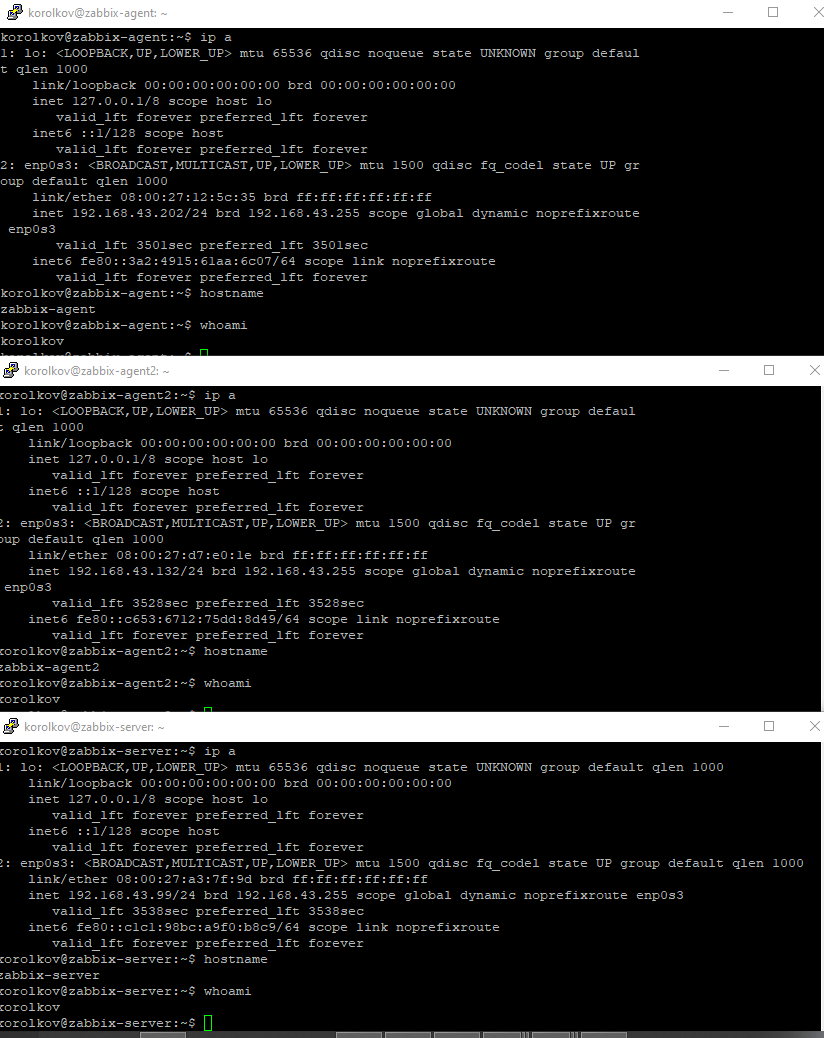 korolkov@zabbix-agent: ~
korolkov@zabbix-agent:~$ ip a
1: lo: <LOOPBACK,UP,LOWER_UP> mtu 65536 qdisc noqueue state UNKNOWN group defaul
t qlen 1000
    link/loopback 00:00:00:00:00:00 brd 00:00:00:00:00:00
    inet 127.0.0.1/8 scope host lo
       valid_lft forever preferred_lft forever
    inet6 ::1/128 scope host
       valid_lft forever preferred_lft forever
2: enp0s3: <BROADCAST,MULTICAST,UP,LOWER_UP> mtu 1500 qdisc fq_codel state UP gr
oup default qlen 1000
    link/ether 08:00:27:12:5c:35 brd ff:ff:ff:ff:ff:ff
    inet 192.168.43.202/24 brd 192.168.43.255 scope global dynamic noprefixroute
 enp0s3
       valid_lft 3501sec preferred_lft 3501sec
    inet6 fe80::3a2:4915:61aa:6c07/64 scope link noprefixroute
       valid_lft forever preferred_lft forever
korolkov@zabbix-agent:~$ hostname
zabbix-agent
korolkov@zabbix-agent:~$ whoami
korolkov
korolkov@zabbix-agent2: ~
korolkov@zabbix-agent2:~$ ip a
1: lo: <LOOPBACK,UP,LOWER_UP> mtu 65536 qdisc noqueue state UNKNOWN group defaul
t qlen 1000
    link/loopback 00:00:00:00:00:00 brd 00:00:00:00:00:00
    inet 127.0.0.1/8 scope host lo
       valid_lft forever preferred_lft forever
    inet6 ::1/128 scope host
       valid_lft forever preferred_lft forever
2: enp0s3: <BROADCAST,MULTICAST,UP,LOWER_UP> mtu 1500 qdisc fq_codel state UP gr
oup default qlen 1000
    link/ether 08:00:27:d7:e0:1e brd ff:ff:ff:ff:ff:ff
    inet 192.168.43.132/24 brd 192.168.43.255 scope global dynamic noprefixroute
 enp0s3
       valid_lft 3528sec preferred_lft 3528sec
    inet6 fe80::c653:6712:75dd:8d49/64 scope link noprefixroute
       valid_lft forever preferred_lft forever
korolkov@zabbix-agent2:~$ hostname
zabbix-agent2
korolkov@zabbix-agent2:~$ whoami
korolkov
korolkov@zabbix-server: ~
korolkov@zabbix-server:~$ ip a
1: lo: <LOOPBACK,UP,LOWER_UP> mtu 65536 qdisc noqueue state UNKNOWN group default qlen 1000
    link/loopback 00:00:00:00:00:00 brd 00:00:00:00:00:00
    inet 127.0.0.1/8 scope host lo
       valid_lft forever preferred_lft forever
    inet6 ::1/128 scope host
       valid_lft forever preferred_lft forever
2: enp0s3: <BROADCAST,MULTICAST,UP,LOWER_UP> mtu 1500 qdisc fq_codel state UP group default qlen 1000
    link/ether 08:00:27:a3:7f:9d brd ff:ff:ff:ff:ff:ff
    inet 192.168.43.99/24 brd 192.168.43.255 scope global dynamic noprefixroute enp0s3
       valid_lft 3538sec preferred_lft 3538sec
    inet6 fe80::c1c1:98bc:a9f0:b8c9/64 scope link noprefixroute
       valid_lft forever preferred_lft forever
korolkov@zabbix-server:~$ hostname
zabbix-server
korolkov@zabbix-server:~$ whoami
korolkov
korolkov@zabbix-server:~$